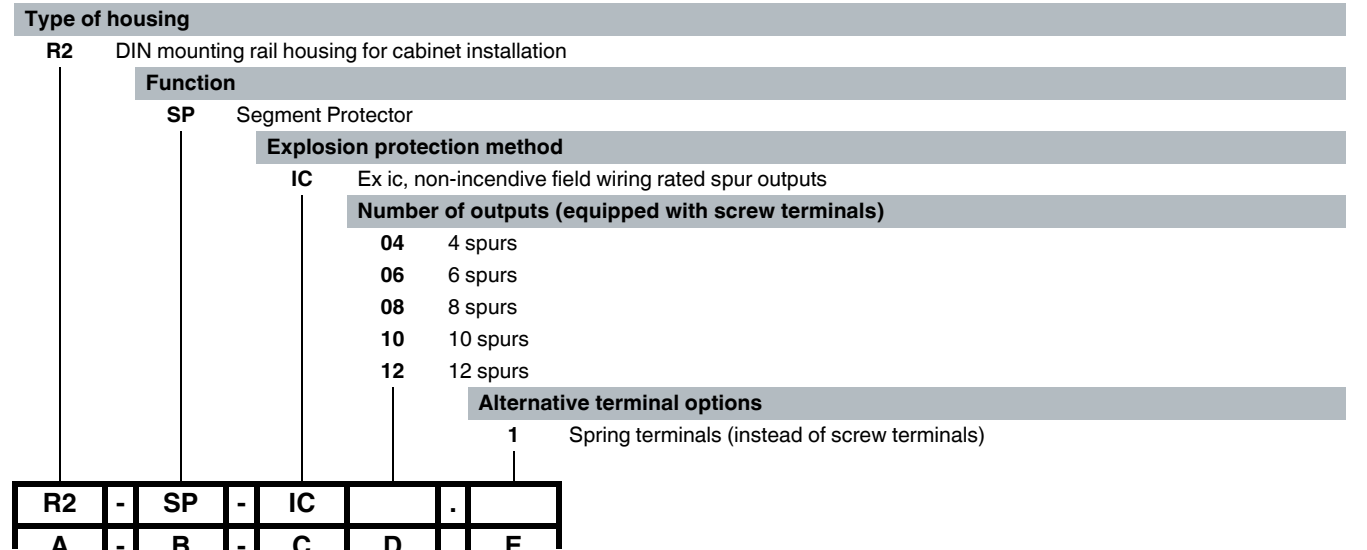 Type of housing
R2 DIN mounting rail housing for cabinet installation
Function
SP Segment Protector
Explosion protection method
IC Ex ic, non-incendive field wiring rated spur outputs
Number of outputs (equipped with screw terminals)
04 4 spurs
06 6 spurs
08 8 spurs
10 10 spurs
12 12 spurs
Alternative terminal options
1 Spring terminals (instead of screw terminals)
R2 - SP - IC .
A - B - C D E